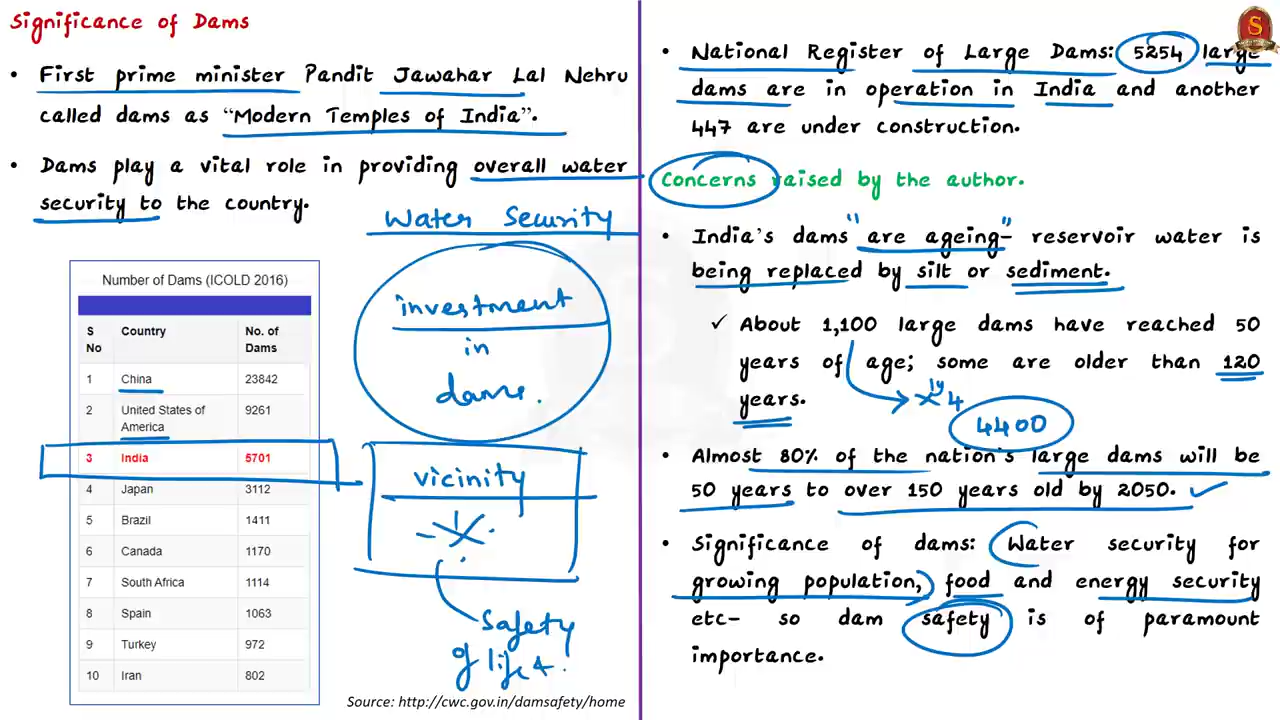 Significance of Dams
• First prime minister Pandit Jawahar Lal Nehru
called dams as “Modern Temples of India”.
• Dams play a vital role in providing overall water
security to the country.
Water Security
investment
in
dams.
Number of Dams (ICOLD 2016)
S No Country No. of Dams
1 China 23842
2 United States of America 9261
3 India 5701
4 Japan 3112
5 Brazil 1411
6 Canada 1170
7 South Africa 1114
8 Spain 1063
9 Turkey 972
10 Iran 802
vicinity
Safety
of life &
Source: http://cwc.gov.in/damsafety/home
S
• National Register of Large Dams: 5254 large
dams are in operation in India and another
447 are under construction.
Concerns raised by the author.
• India’s dams "are ageing"- reservoir water is
being replaced by silt or sediment.
✓ About 1,100 large dams have reached 50
years of age; some are older than 120
years.
x 4
4400
• Almost 80% of the nation’s large dams will be
50 years to over 150 years old by 2050.
• Significance of dams: Water security for
growing population, food and energy security
etc- so dam safety is of paramount
importance.